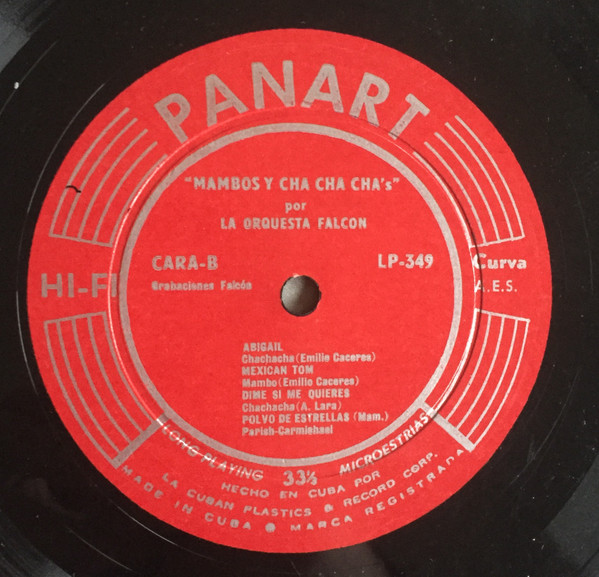 PANART
"MAMBOS Y CHA CHA CHA's"
por
LA ORQUESTA FALCON
CARA-B
LP-349
Grabaciones Falcón
HI-FI
Curva
A.E.S.
ABIGAIL
Chachacha (Emilio Caceres)
MEXICAN TOM
Mambo (Emilio Caceres)
DIME SI ME QUIERES
Chachacha (A. Lara)
POLVO DE ESTRELLAS (Mam.)
Parish-Carmichael
LONG PLAYING 33⅓ MICROESTRIAS
HECHO EN CUBA POR
LA CUBAN PLASTICS & RECORD CORP.
MADE IN CUBA ● MARCA REGISTRADA